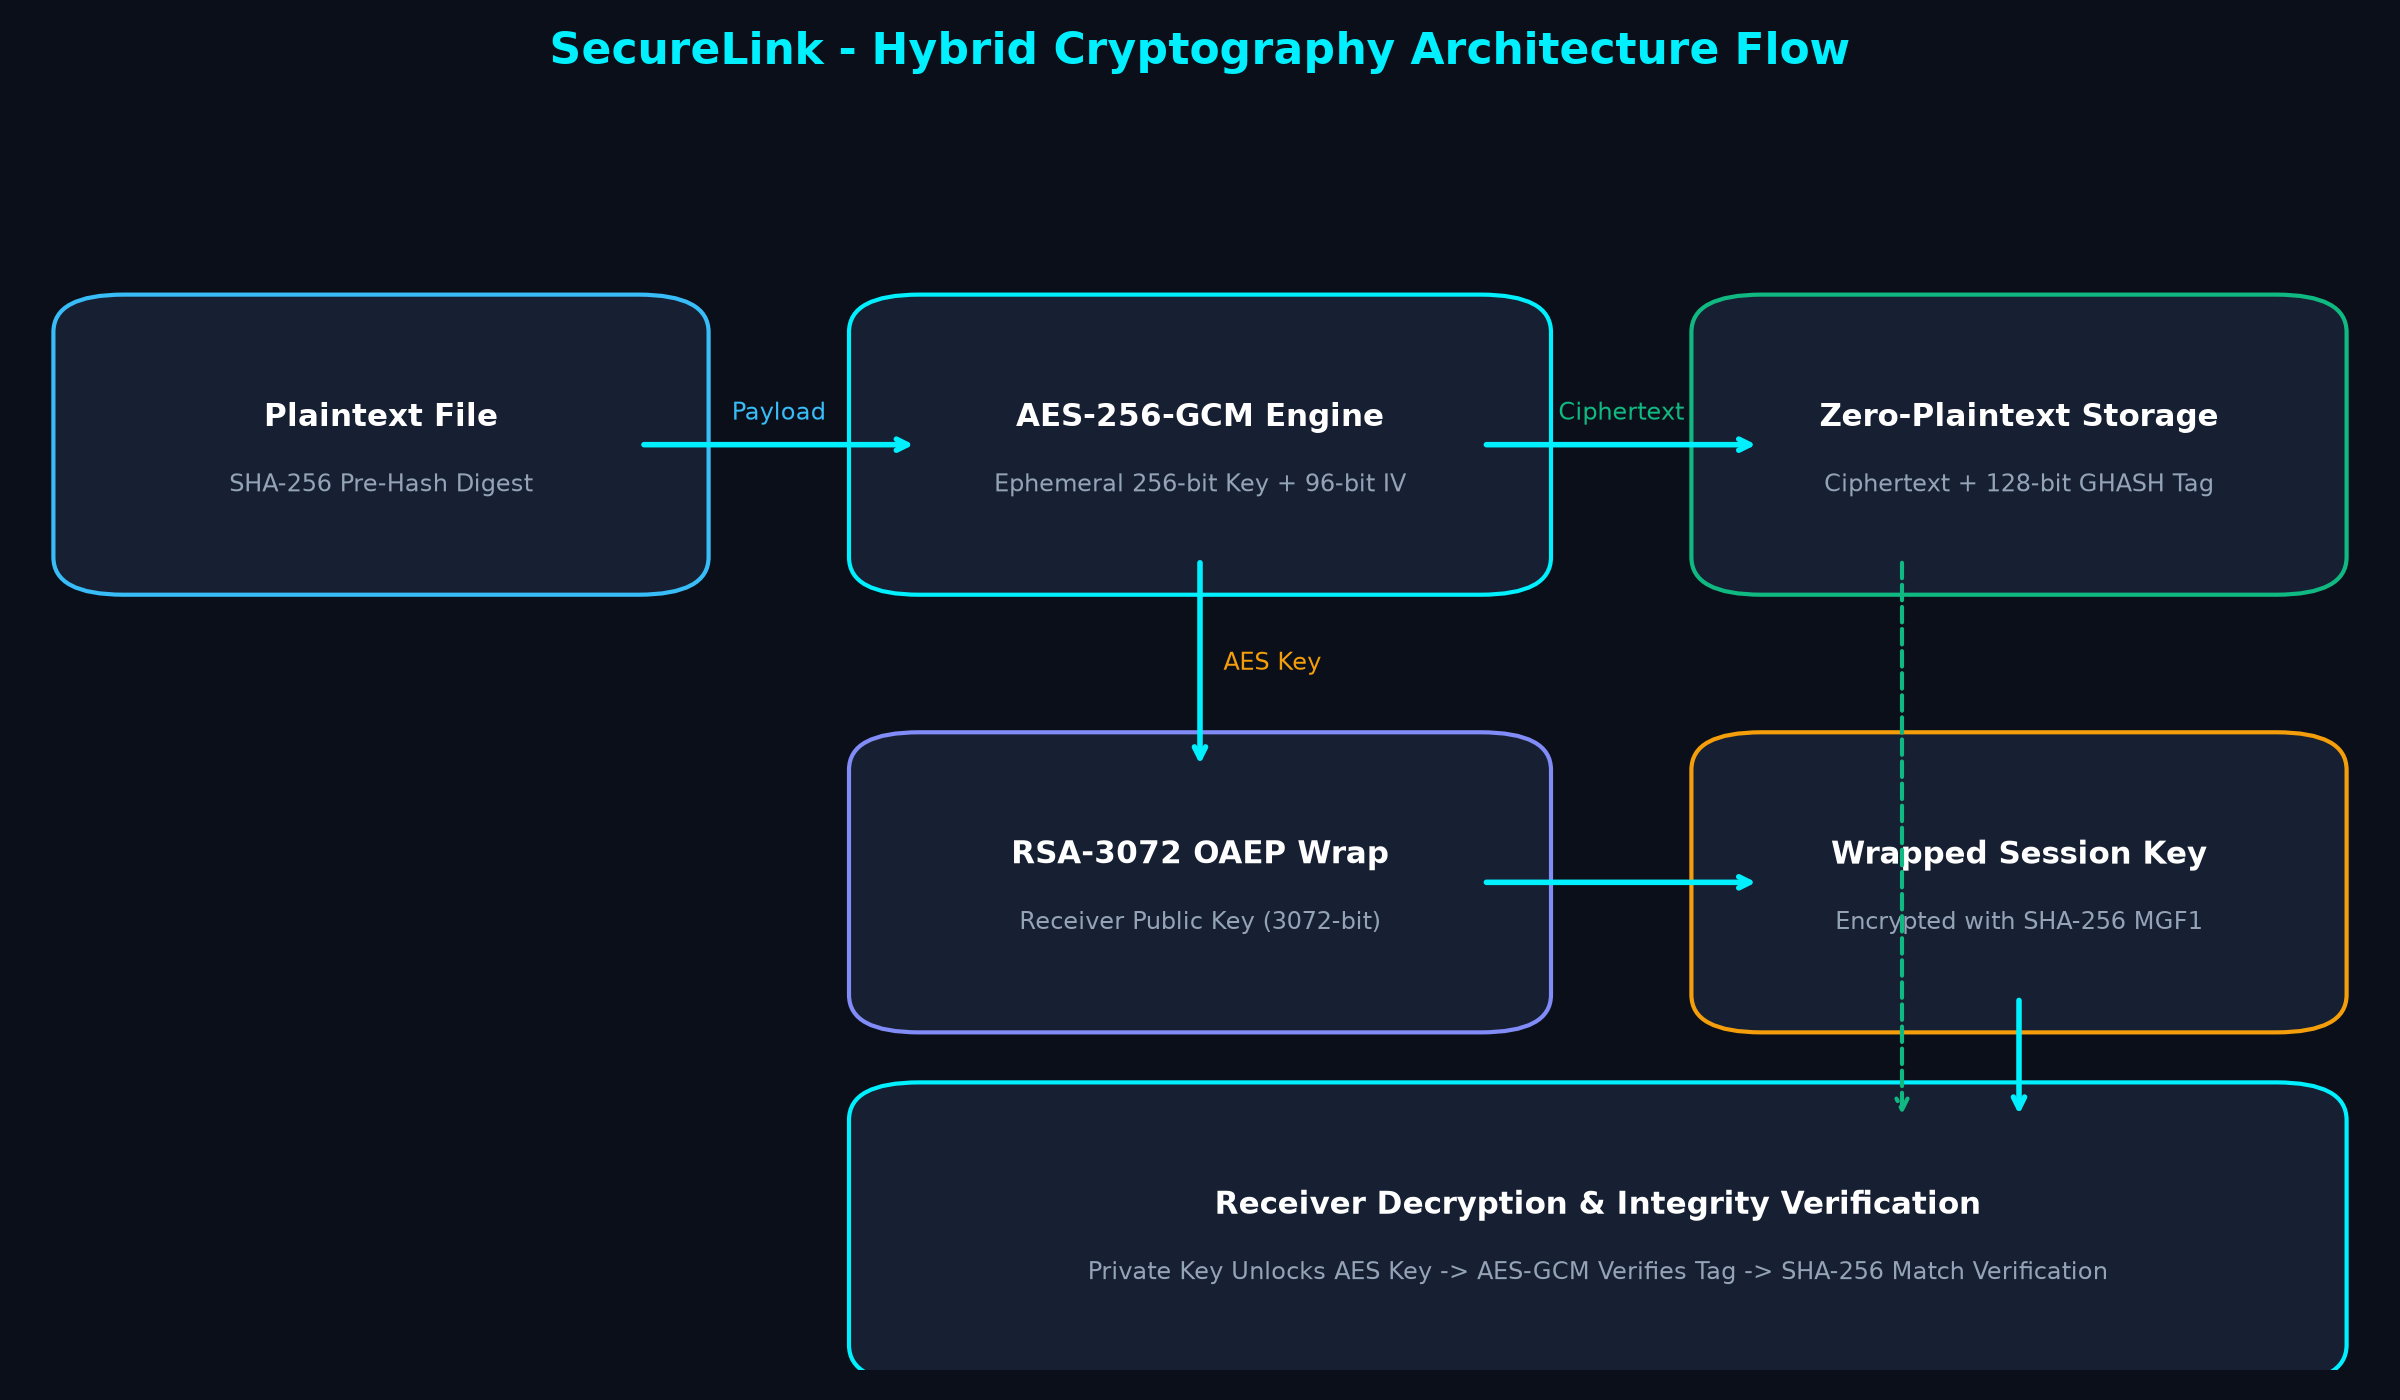 SecureLink - Hybrid Cryptography Architecture Flow
Plaintext File
SHA-256 Pre-Hash Digest
Payload
AES-256-GCM Engine
Ephemeral 256-bit Key + 96-bit IV
Ciphertext
Zero-Plaintext Storage
Ciphertext + 128-bit GHASH Tag
AES Key
RSA-3072 OAEP Wrap
Receiver Public Key (3072-bit)
Wrapped Session Key
Encrypted with SHA-256 MGF1
Receiver Decryption & Integrity Verification
Private Key Unlocks AES Key -> AES-GCM Verifies Tag -> SHA-256 Match Verification